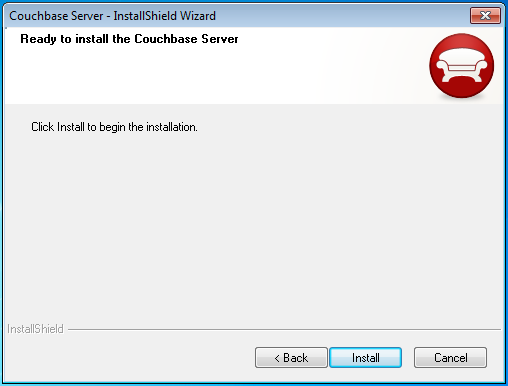 Couchbase Server - InstallShield Wizard
Ready to install the Couchbase Server
Click Install to begin the installation.
InstallShield
< Back
Install
Cancel